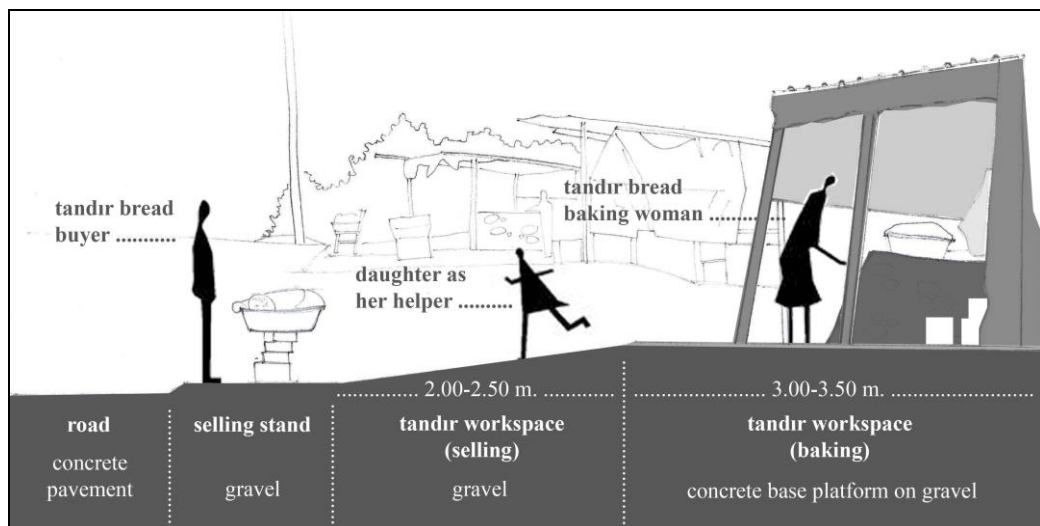 tandır bread
buyer ...........
tandır bread
baking woman ............
daughter as
her helper ..........
2.00-2.50 m.
3.00-3.50 m.
road
selling stand
tandır workspace
(selling)
tandır workspace
(baking)
concrete
pavement
gravel
gravel
concrete base platform on gravel